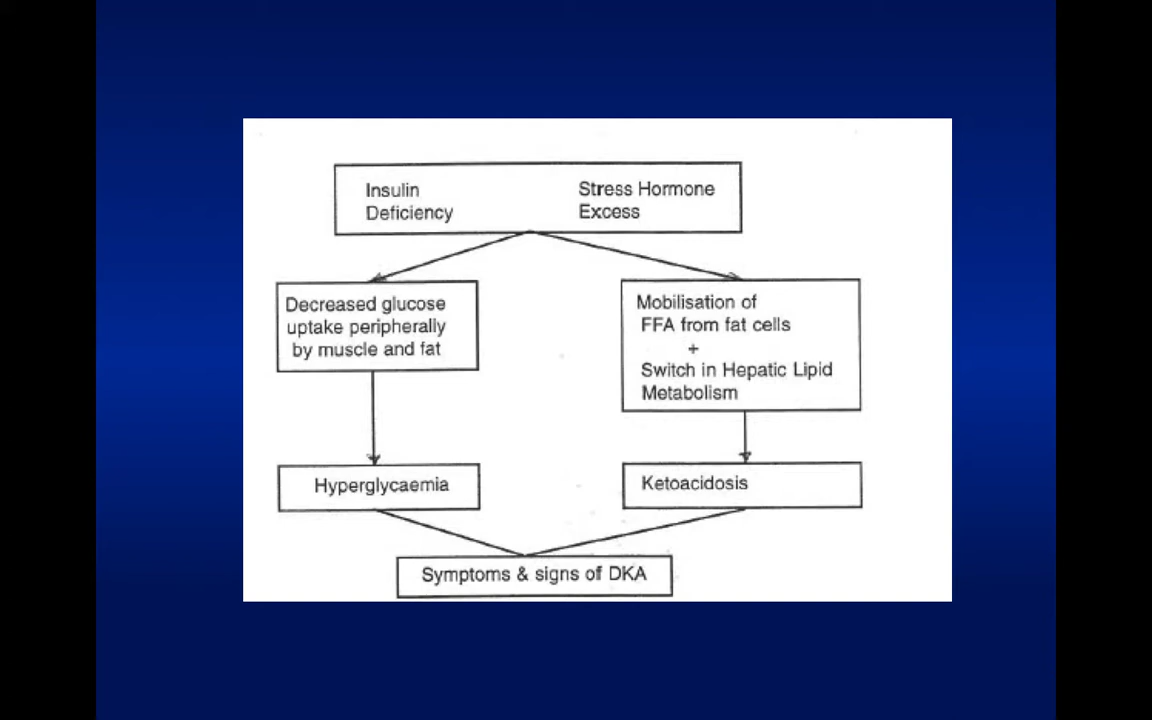 Insulin
Deficiency
Stress Hormone
Excess
Decreased glucose
uptake peripherally
by muscle and fat
Mobilisation of
FFA from fat cells
+
Switch in Hepatic Lipid
Metabolism
Hyperglycaemia
Ketoacidosis
Symptoms & signs of DKA